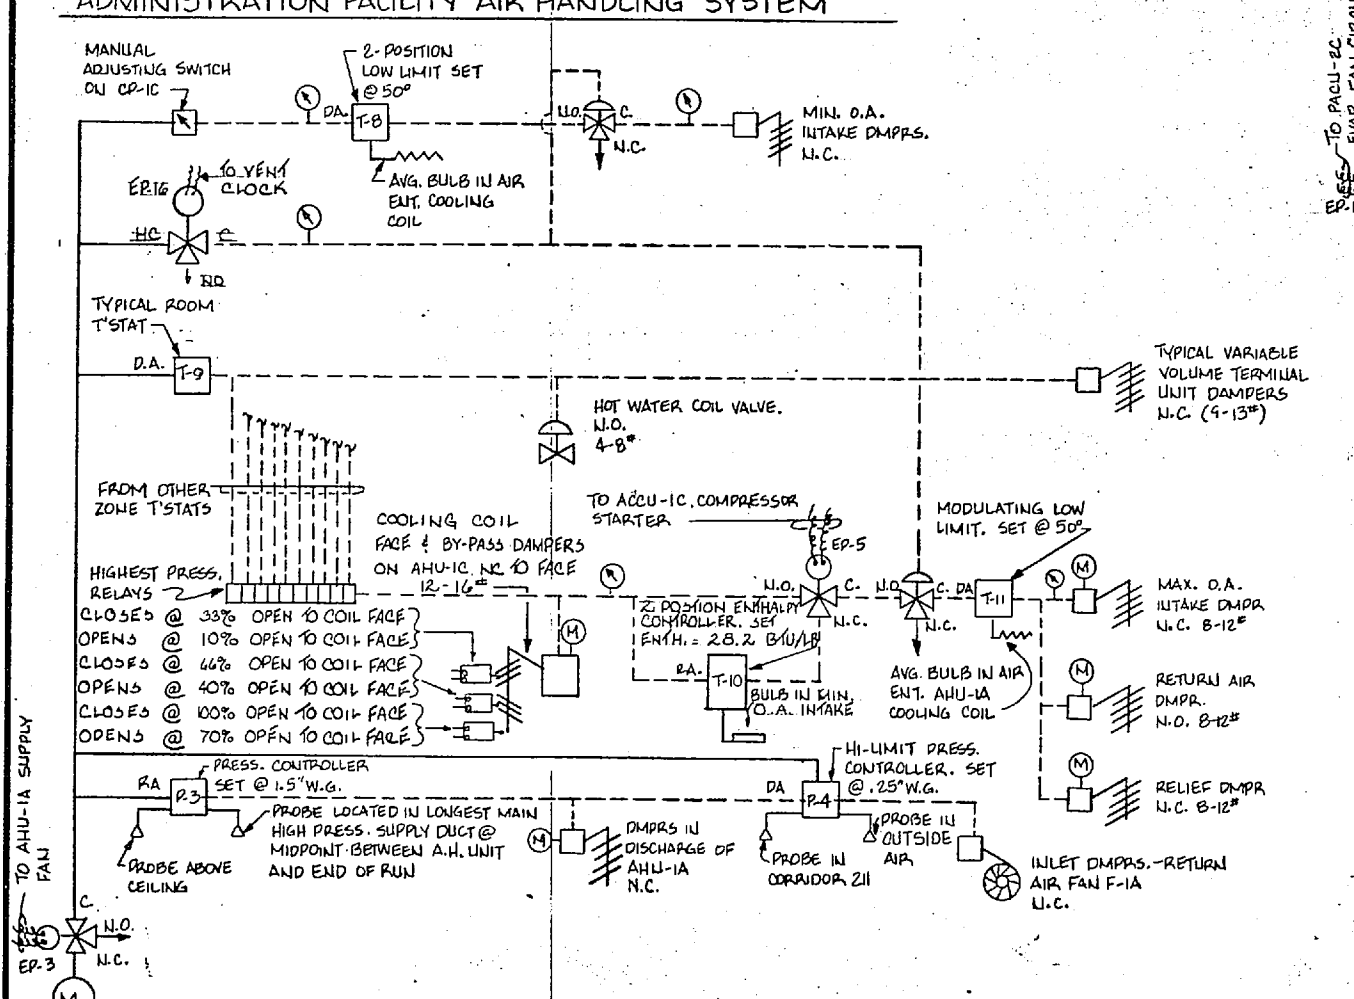 ADMINISTRATION FACILITY AIR HANDLING SYSTEM
MANUAL
ADJUSTING SWITCH
ON CP-1C
2-POSITION
LOW LIMIT SET
@ 50°
DA.
T-8
N.O.
C.
N.C.
MIN. O.A.
INTAKE DMPRS.
N.C.
AVG. BULB IN AIR
ENT. COOLING
COIL
TO VENT
CLOCK
EP-16
C
TO PACU-2C
TYPICAL ROOM
T'STAT
D.A.
T-9
TYPICAL VARIABLE
VOLUME TERMINAL
UNIT DAMPERS
N.C. (9-13#)
HOT WATER COIL VALVE.
N.O.
4-8#
FROM OTHER
ZONE T'STATS
HIGHEST PRESS.
RELAYS
COOLING COIL
FACE & BY-PASS DAMPERS
ON AHU-1C, NC TO FACE
12-16#
TO ACCU-1C, COMPRESSOR
STARTER
EP-5
N.O.
C.
N.C.
MODULATING LOW
LIMIT. SET @ 50°
N.O.
C.
DA
N.C.
T-11
M
MAX. O.A.
INTAKE DMPR
N.C. 8-12#
CLOSES @ 33% OPEN TO COIL FACE
OPENS @ 10% OPEN TO COIL FACE
CLOSES @ 66% OPEN TO COIL FACE
OPENS @ 40% OPEN TO COIL FACE
CLOSES @ 100% OPEN TO COIL FACE
OPENS @ 70% OPEN TO COIL FACE
M
2 POSTION ENTHALPY
CONTROLLER. SET
ENTH. = 28.2 BTU/LB
RA.
T-10
BULB IN MIN.
O.A. INTAKE
AVG. BULB IN AIR
ENT. AHU-1A
COOLING COIL
M
RETURN AIR
DMPR.
N.O. 8-12#
M
RELIEF DMPR
N.C. 8-12#
TO AHU-1A SUPPLY
FAN
PRESS. CONTROLLER
SET @ 1.5" W.G.
RA
P-3
PROBE ABOVE
CEILING
PROBE LOCATED IN LONGEST MAIN
HIGH PRESS. SUPPLY DUCT @
MIDPOINT BETWEEN A.H. UNIT
AND END OF RUN
M
DMPRS IN
DISCHARGE OF
AHU-1A
N.C.
HI-LIMIT PRESS.
CONTROLLER. SET
@ .25" W.G.
DA
P-4
PROBE IN
CORRIDOR 211
PROBE IN
OUTSIDE
AIR
INLET DMPRS.-RETURN
AIR FAN F-1A
N.C.
C.
N.O.
N.C.
EP-3
M